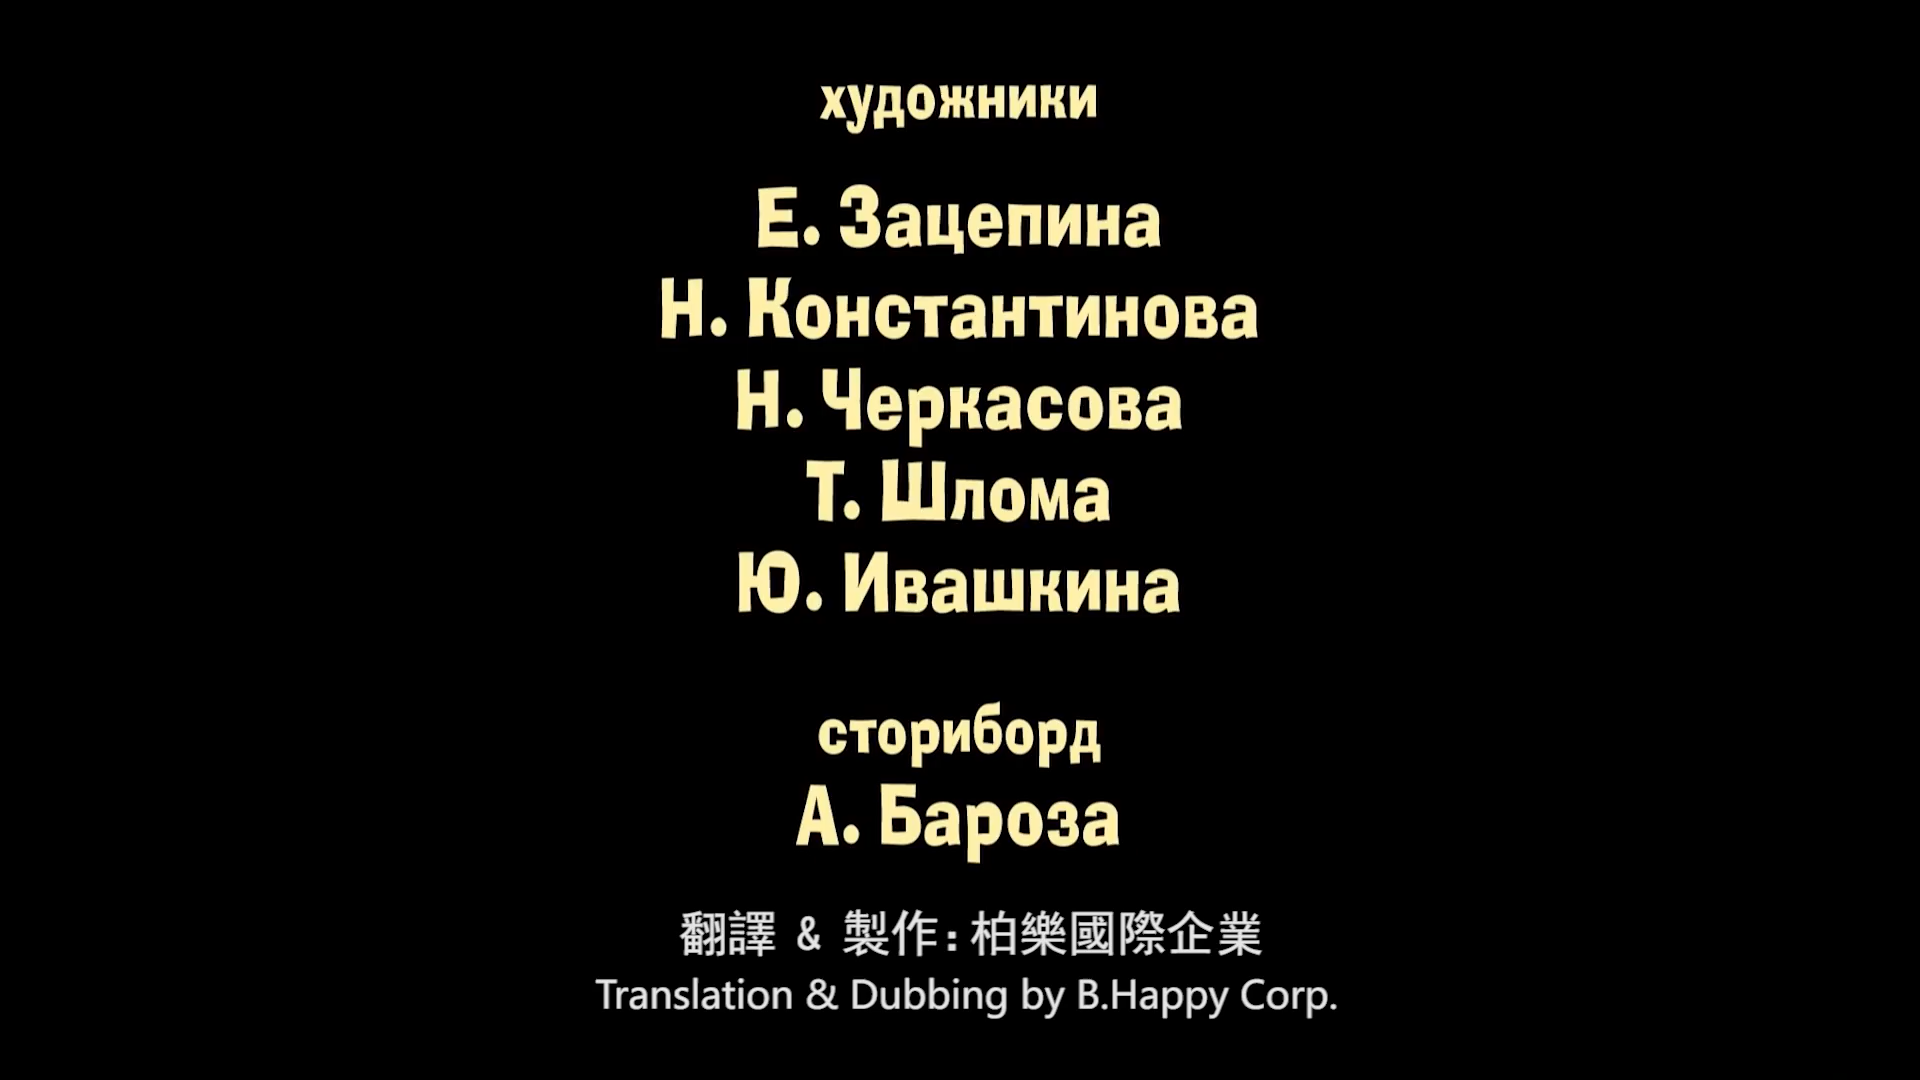 художники
Е. Зацепина
Н. Константинова
Н. Черкасова
Т. Шлома
Ю. Ивашкина
сториборд
А. Бароза
翻譯 & 製作: 柏樂國際企業
Translation & Dubbing by B.Happy Corp.